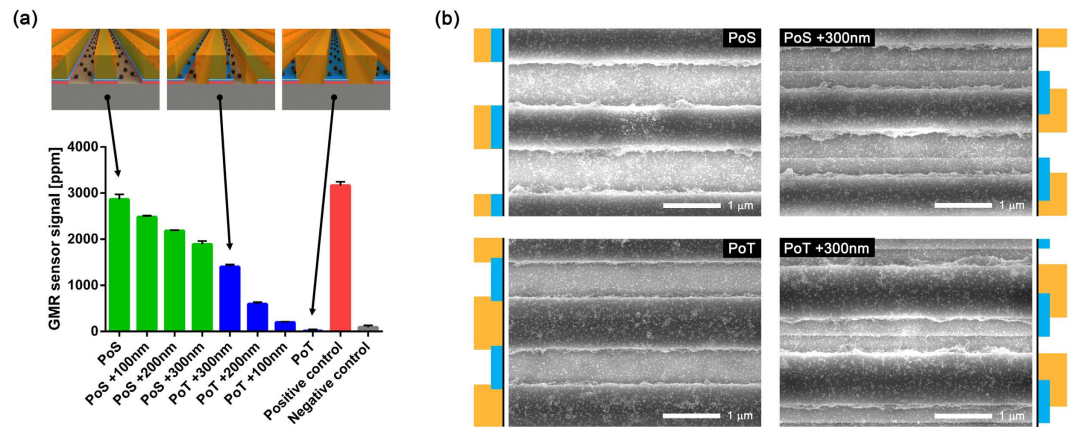 (a)
4000
3000
2000
1000
0
GMR sensor signal [ppm]
PoS
PoS +100nm
PoS +200nm
PoS +300nm
PoT +300nm
PoT +200nm
PoT +100nm
PoT
Positive control
Negative control
(b)
PoS
1 µm
PoS +300nm
1 µm
PoT
1 µm
PoT +300nm
1 µm